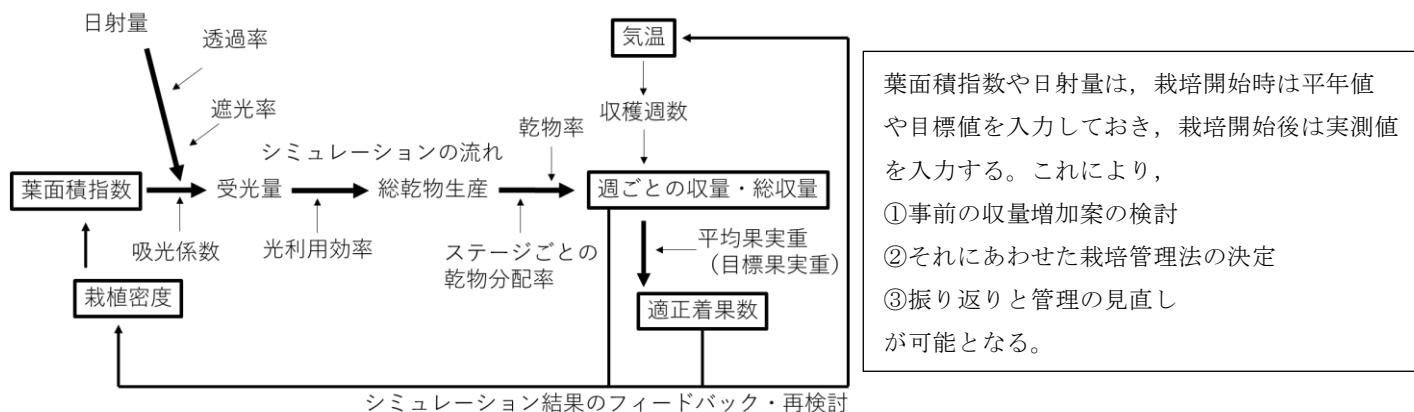 日射量
透過率
遮光率
シミュレーションの流れ
葉面積指数
受光量
総乾物生産
吸光係数
光利用効率
ステージごとの
乾物分配率
栽植密度
気温
収穫週数
乾物率
週ごとの収量・総収量
平均果実重
（目標果実重）
適正着果数
シミュレーション結果のフィードバック・再検討
葉面積指数や日射量は，栽培開始時は平年値
や目標値を入力しておき，栽培開始後は実測値
を入力する。これにより，
①事前の収量増加案の検討
②それにあわせた栽培管理法の決定
③振り返りと管理の見直し
が可能となる。